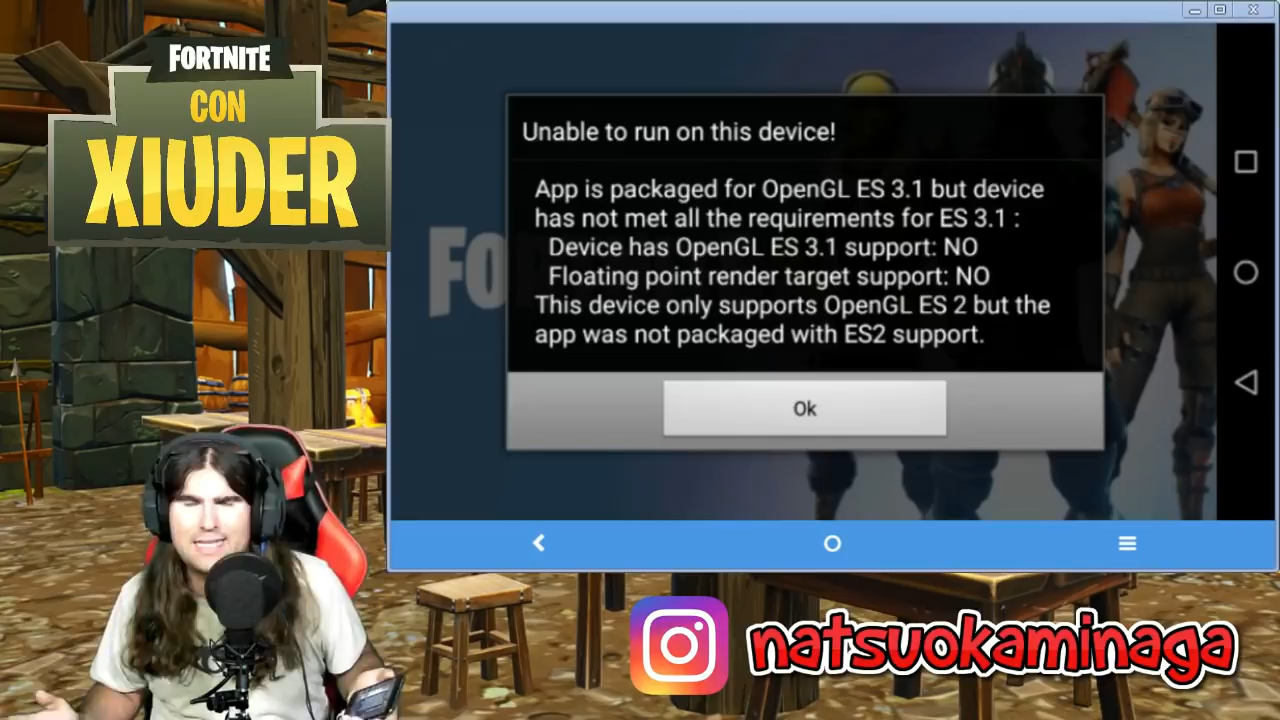 FORTNITE
CON
XIUDER
Unable to run on this device!
App is packaged for OpenGL ES 3.1 but device
has not met all the requirements for ES 3.1 :
Device has OpenGL ES 3.1 support: NO
Floating point render target support: NO
This device only supports OpenGL ES 2 but the
app was not packaged with ES2 support.
FO
Ok
natsuokaminaga